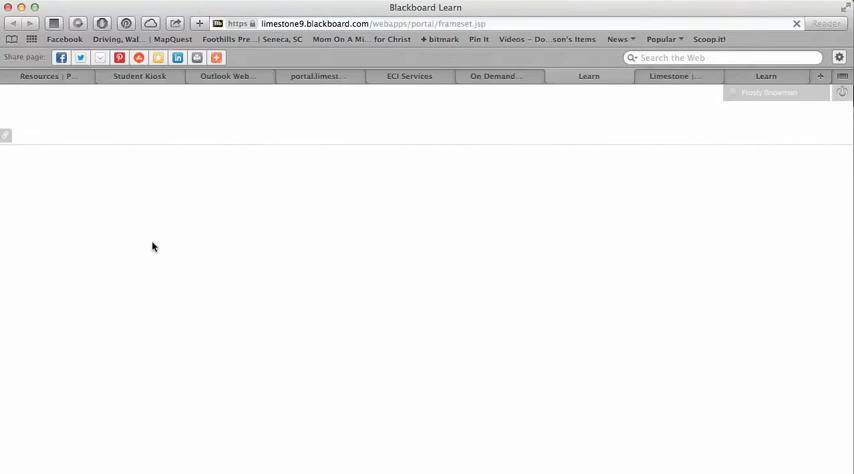 Blackboard Learn
https limestone9.blackboard.com/webapps/portal/frameset.jsp Reader
Facebook Driving, Wal... | MapQuest Foothills Pre...| Seneca, SC Mom On A Mi... for Christ + bitmark Pin It Videos – Do...son's Items News Popular Scoop.it!
Share page: Search the Web
Resources | P... Student Kiosk Outlook Web... portal.limest... ECI Services On Demand... Learn Limestone |... Learn
Frosty Snowman